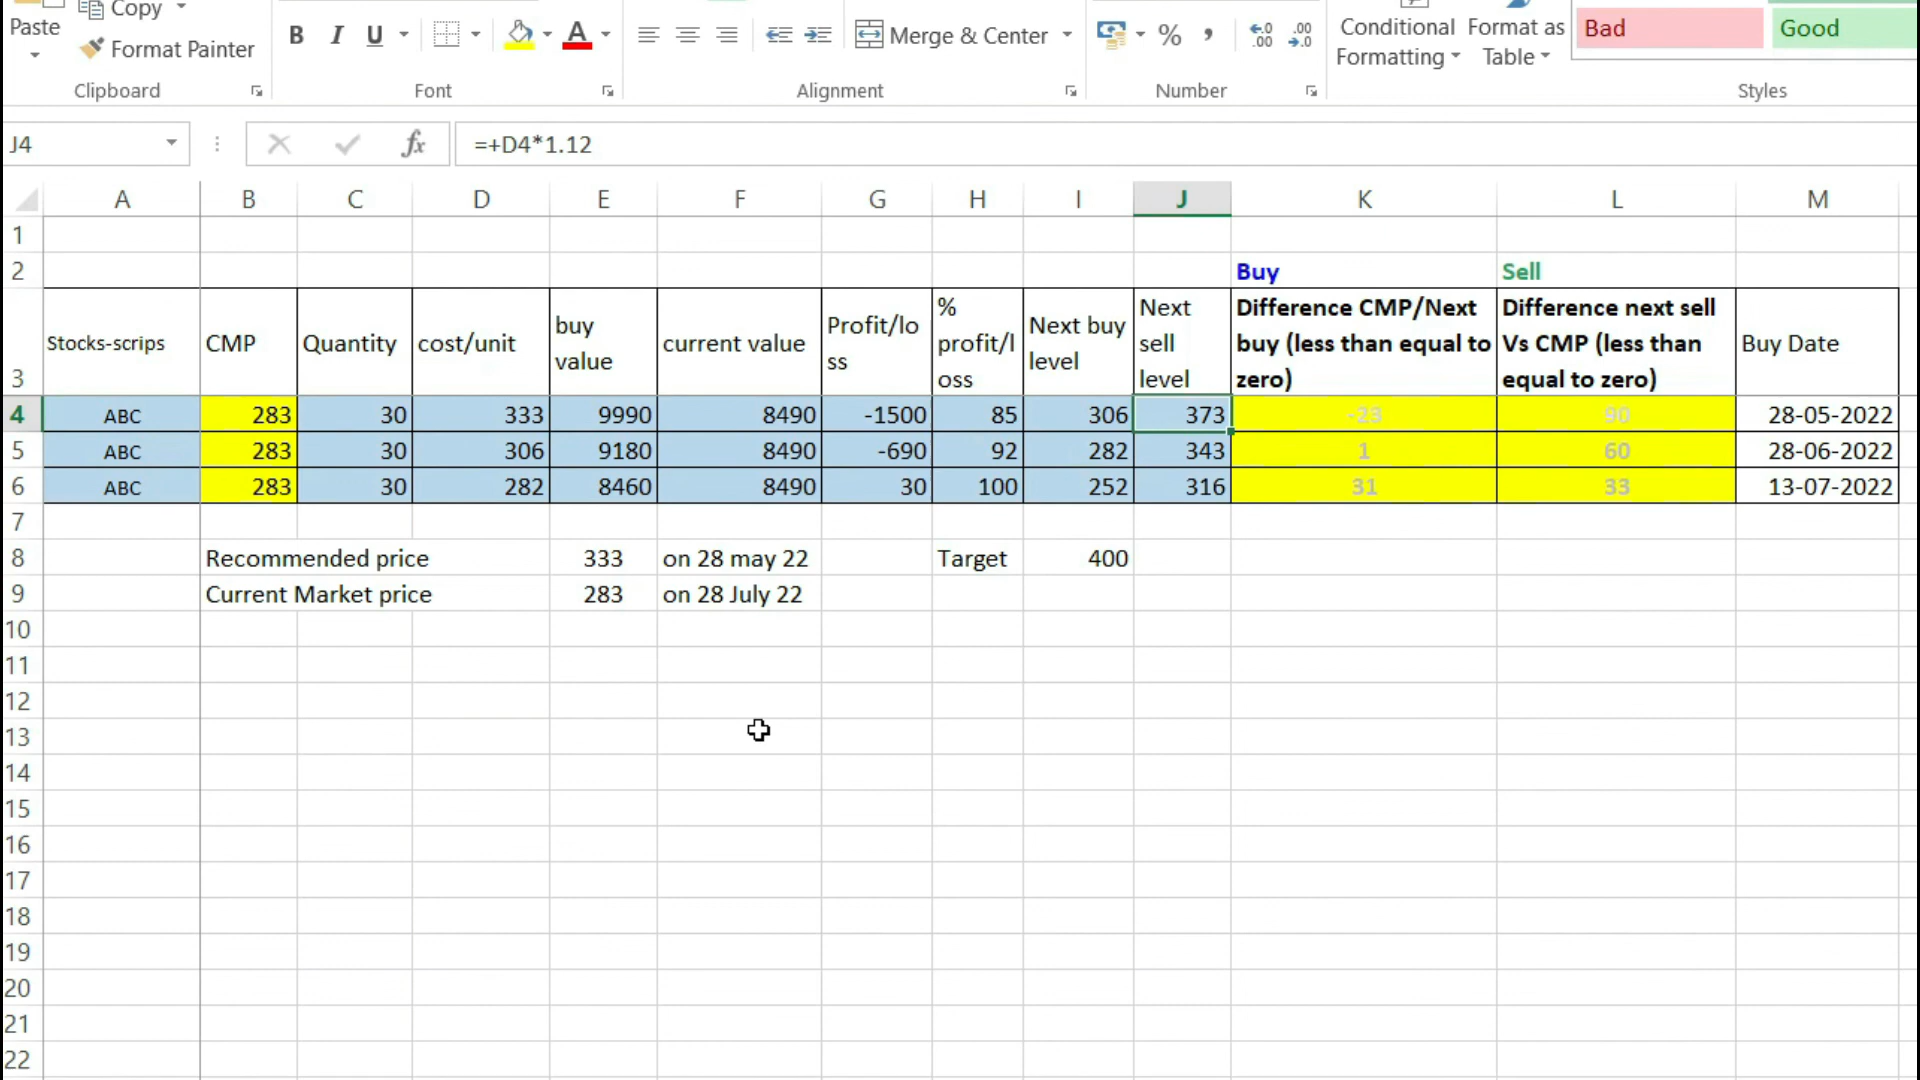 Paste
Copy
Format Painter
Clipboard
B I U
A
Font
Merge & Center
Alignment
% ,
Number
Conditional Formatting
Format as Table
Bad
Good
Styles
J4
fx
=+D4*1.12
A B C D E F G H I J K L M
1
2 Buy Sell
3 Stocks-scrips CMP Quantity cost/unit buy value current value Profit/loss % profit/loss Next buy level Next sell level Difference CMP/Next buy (less than equal to zero) Difference next sell Vs CMP (less than equal to zero) Buy Date
4 ABC 283 30 333 9990 8490 -1500 85 306 373 -23 90 28-05-2022
5 ABC 283 30 306 9180 8490 -690 92 282 343 1 60 28-06-2022
6 ABC 283 30 282 8460 8490 30 100 252 316 31 33 13-07-2022
7
8 Recommended price 333 on 28 may 22 Target 400
9 Current Market price 283 on 28 July 22
10
11
12
13
14
15
16
17
18
19
20
21
22